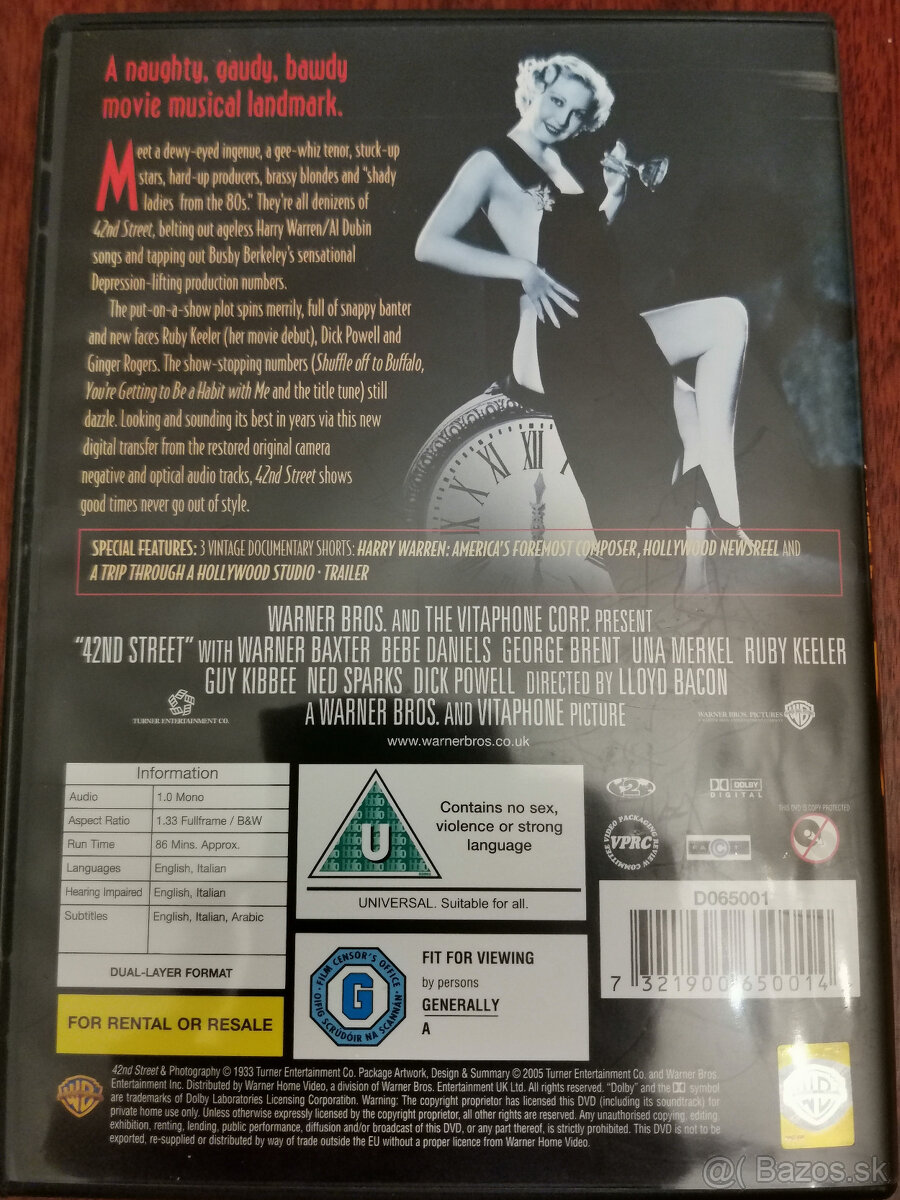 A naughty, gaudy, bawdy
movie musical landmark.
Meet a dewy-eyed ingenue, a gee-whiz tenor, stuck-up
stars, hard-up producers, brassy blondes and "shady
ladies from the 80s." They're all denizens of
42nd Street, belting out ageless Harry Warren/Al Dubin
songs and tapping out Busby Berkeley's sensational
Depression-lifting production numbers.
The put-on-a-show plot spins merrily, full of snappy banter
and new faces Ruby Keeler (her movie debut), Dick Powell and
Ginger Rogers. The show-stopping numbers (Shuffle off to Buffalo,
You're Getting to Be a Habit with Me and the title tune) still
dazzle. Looking and sounding its best in years via this new
digital transfer from the restored original camera
negative and optical audio tracks, 42nd Street shows
good times never go out of style.
XII
XI
X
IX
SPECIAL FEATURES: 3 VINTAGE DOCUMENTARY SHORTS: HARRY WARREN: AMERICA'S FOREMOST COMPOSER, HOLLYWOOD NEWSREEL AND
A TRIP THROUGH A HOLLYWOOD STUDIO · TRAILER
WARNER BROS. AND THE VITAPHONE CORP. PRESENT
"42ND STREET" WITH WARNER BAXTER BEBE DANIELS GEORGE BRENT UNA MERKEL RUBY KEELER
GUY KIBBEE NED SPARKS DICK POWELL DIRECTED BY LLOYD BACON
A WARNER BROS. AND VITAPHONE PICTURE
TURNER ENTERTAINMENT CO.
WARNER BROS. PICTURES
www.warnerbros.co.uk
Information
Audio 1.0 Mono
Aspect Ratio 1.33 Fullframe / B&W
Run Time 86 Mins. Approx.
Languages English, Italian
Hearing Impaired English, Italian
Subtitles English, Italian, Arabic
DUAL-LAYER FORMAT
FOR RENTAL OR RESALE
U
Contains no sex,
violence or strong
language
UNIVERSAL. Suitable for all.
FILM CENSOR'S OFFICE
OIFIG SCRÚDÓIR NA SCANNÁN
G
FIT FOR VIEWING
by persons
GENERALLY
A
2
DOLBY
DIGITAL
THIS DVD IS COPY PROTECTED
VIDEO PACKAGING REVIEW COMMITTEE
VPRC
FACT
D065001
7 321900 650014
42nd Street & Photography © 1933 Turner Entertainment Co. Package Artwork, Design & Summary © 2005 Turner Entertainment Co. and Warner Bros.
Entertainment Inc. Distributed by Warner Home Video, a division of Warner Bros. Entertainment UK Ltd. All rights reserved. "Dolby" and the DD symbol
are trademarks of Dolby Laboratories Licensing Corporation. Warning: The copyright proprietor has licensed this DVD (including its soundtrack) for
private home use only. Unless otherwise expressly licensed by the copyright proprietor, all other rights are reserved. Any unauthorised copying, editing,
exhibition, renting, lending, public performance, diffusion and/or broadcast of this DVD, or any part thereof, is strictly prohibited. This DVD is not to be
exported, re-supplied or distributed by way of trade outside the EU without a proper licence from Warner Home Video.
WB
WB
@( Bazos.sk